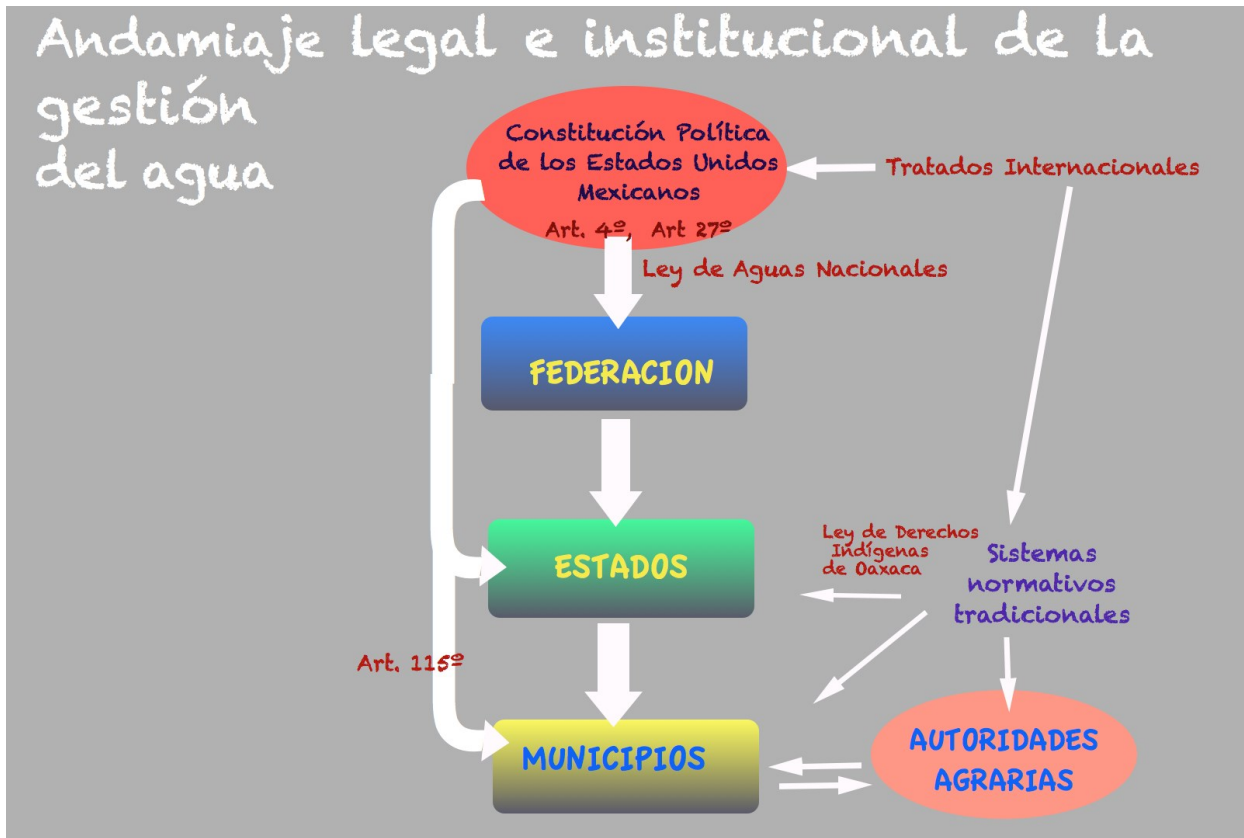 Andamiaje legal e institucional de la
gestión
del agua
Constitución Política
de los Estados Unidos
Mexicanos
Art. 4º, Art 27º
Tratados Internacionales
Ley de Aguas Nacionales
FEDERACION
Ley de Derechos
Indígenas
de Oaxaca
Sistemas
normativos
tradicionales
ESTADOS
Art. 115º
MUNICIPIOS
AUTORIDADES
AGRARIAS